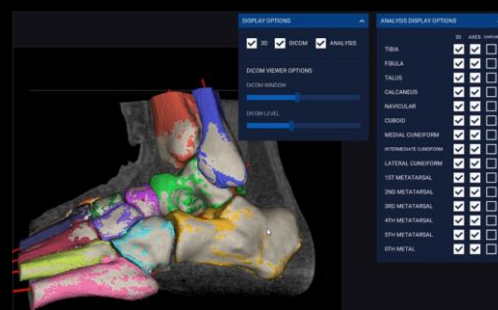 DISPLAY OPTIONS
3D DICOM ANALYSIS
DICOM VIEWER OPTIONS
DICOM WINDOW
DICOM LEVEL
ANALYSIS DISPLAY OPTIONS
3D AXES
TIBIA
FIBULA
TALUS
CALCANEUS
NAVICULAR
CUBOID
MEDIAL CUNEIFORM
INTERMEDIATE CUNEIFORM
LATERAL CUNEIFORM
1ST METATARSAL
2ND METATARSAL
3RD METATARSAL
4TH METATARSAL
5TH METATARSAL